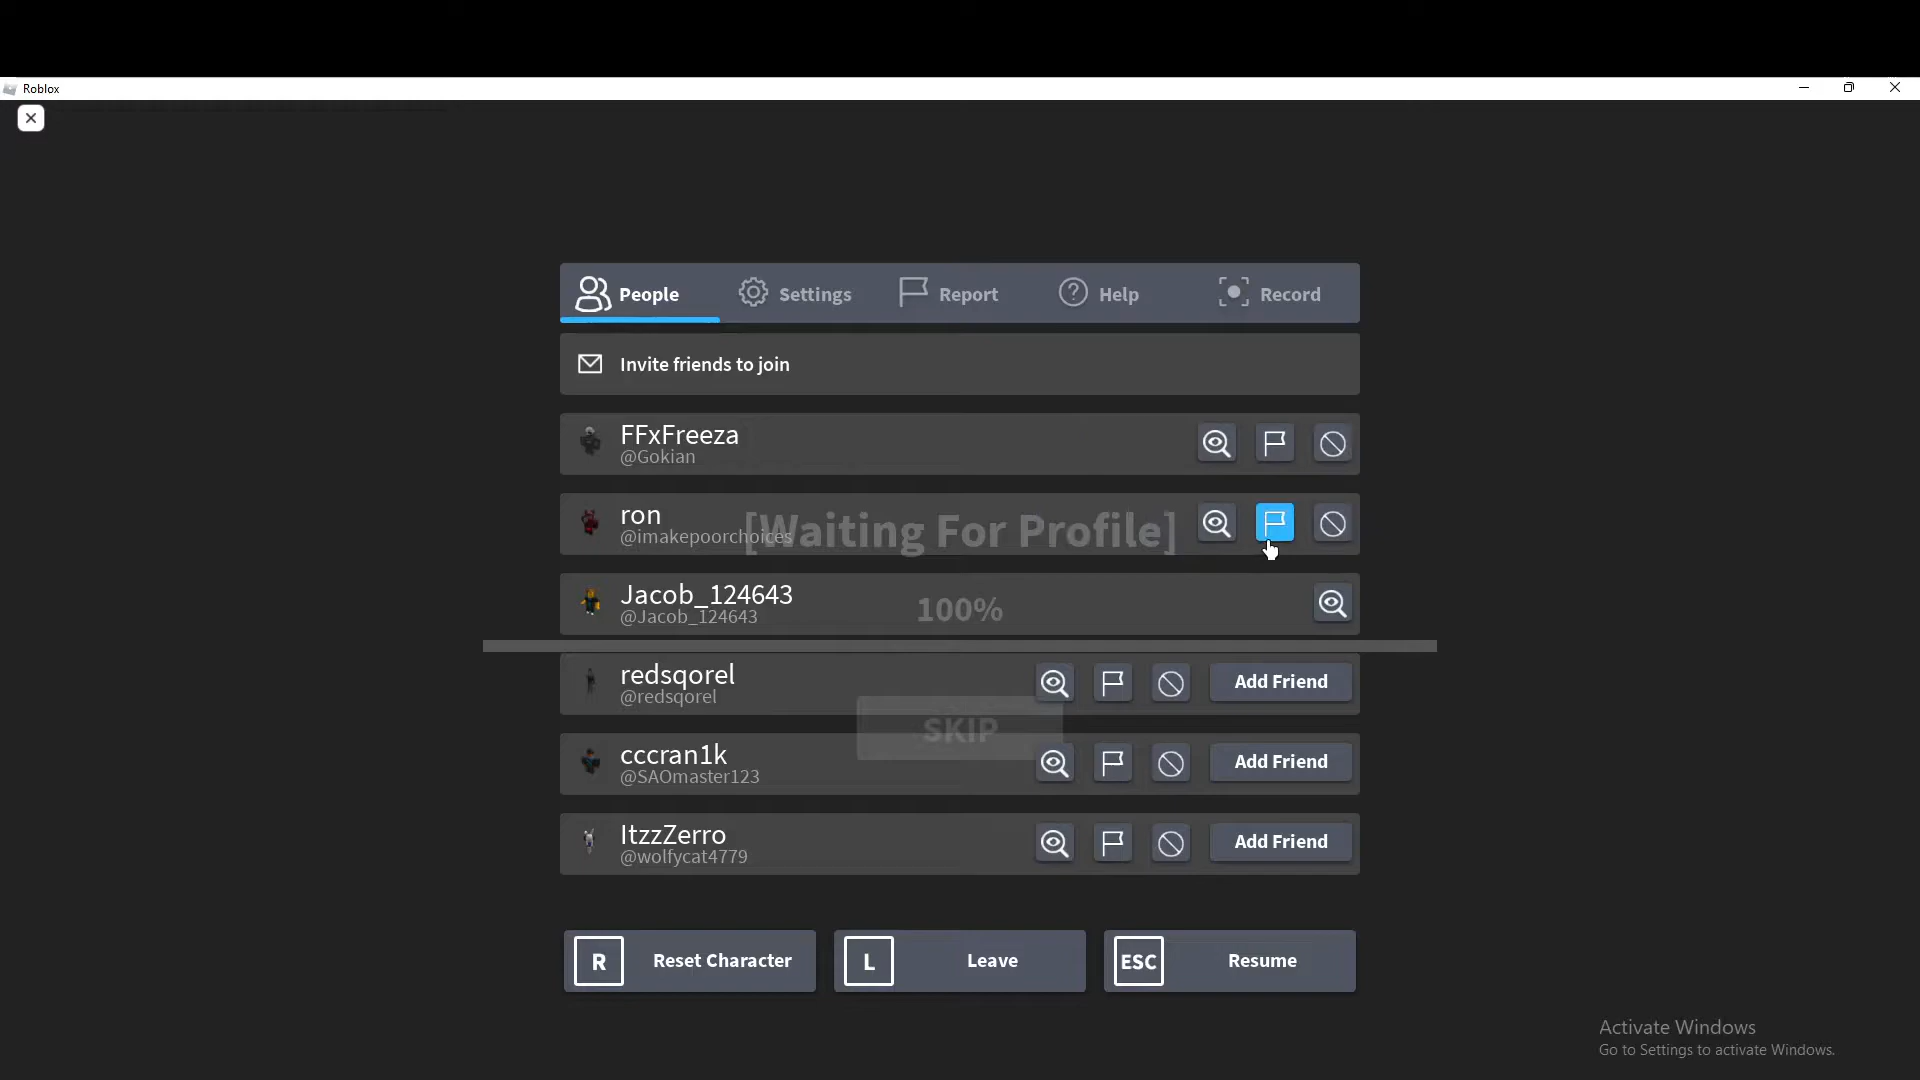 Roblox
People
Settings
Report
Help
Record
Invite friends to join
FFxFreeza
@Gokian
ron
@imakepoorchoices
[Waiting For Profile]
Jacob_124643
@Jacob_124643
100%
redsqorel
@redsqorel
Add Friend
SKIP
cccran1k
@SAOmaster123
Add Friend
ItzzZerro
@wolfycat4779
Add Friend
R
Reset Character
L
Leave
ESC
Resume
Activate Windows
Go to Settings to activate Windows.